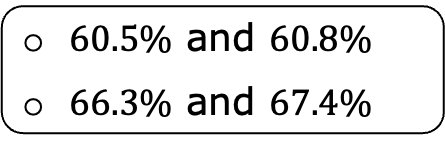 ○ 60.5% and 60.8%
○ 66.3% and 67.4%